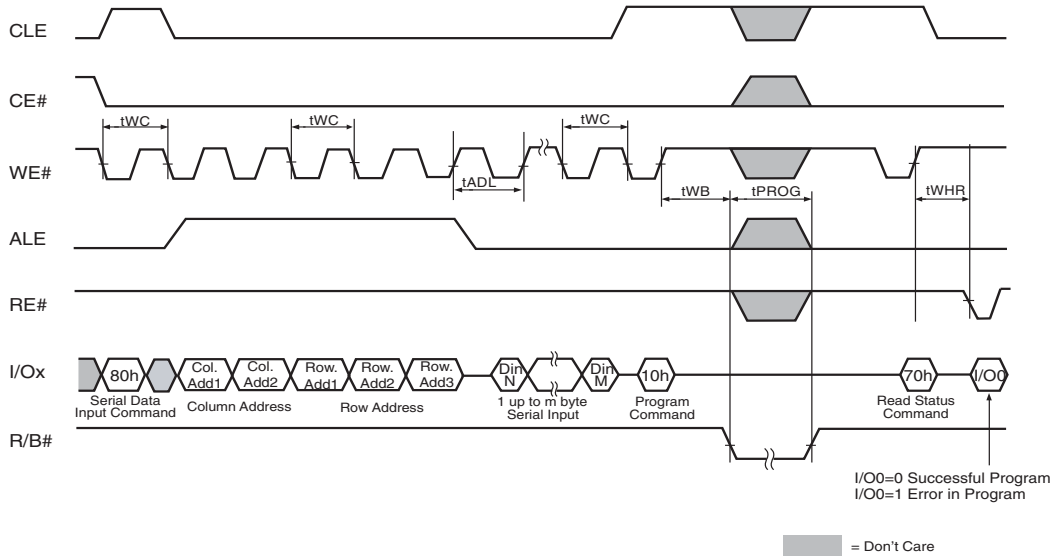 CLE
CE#
tWC
tWC
tWC
WE#
tADL
tWB
tPROG
tWHR
ALE
RE#
I/Ox
80h
Col. Add1
Col. Add2
Row. Add1
Row. Add2
Row. Add3
Din N
Din M
10h
70h
I/O0
Serial Data
Input Command
Column Address
Row Address
1 up to m byte
Serial Input
Program
Command
Read Status
Command
R/B#
I/O0=0 Successful Program
I/O0=1 Error in Program
= Don't Care